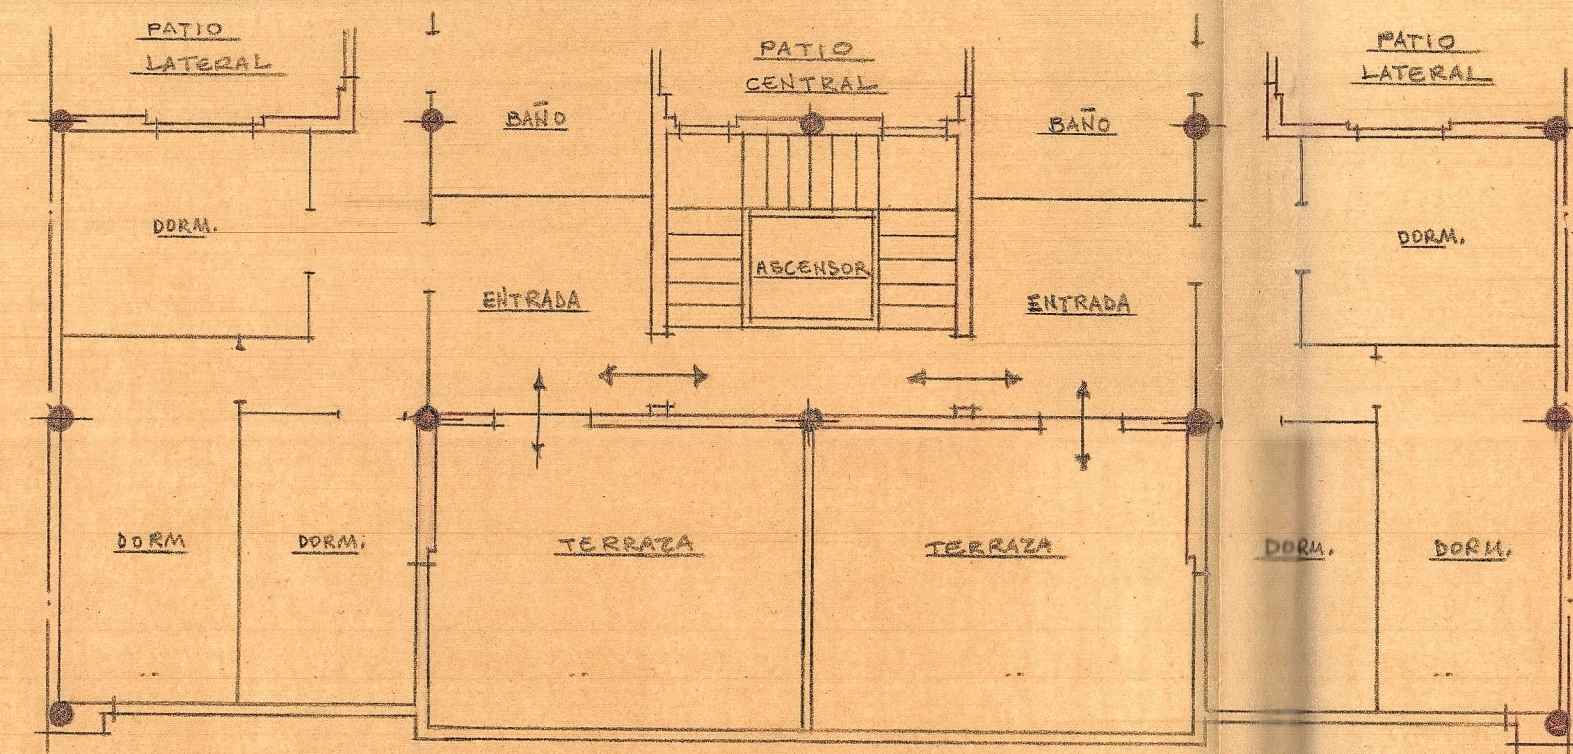 PATIO
LATERAL
PATIO
CENTRAL
PATIO
LATERAL
BAÑO
BAÑO
DORM.
ASCENSOR
DORM.
ENTRADA
ENTRADA
DORM
DORM.
TERRAZA
TERRAZA
DORM.
DORM.